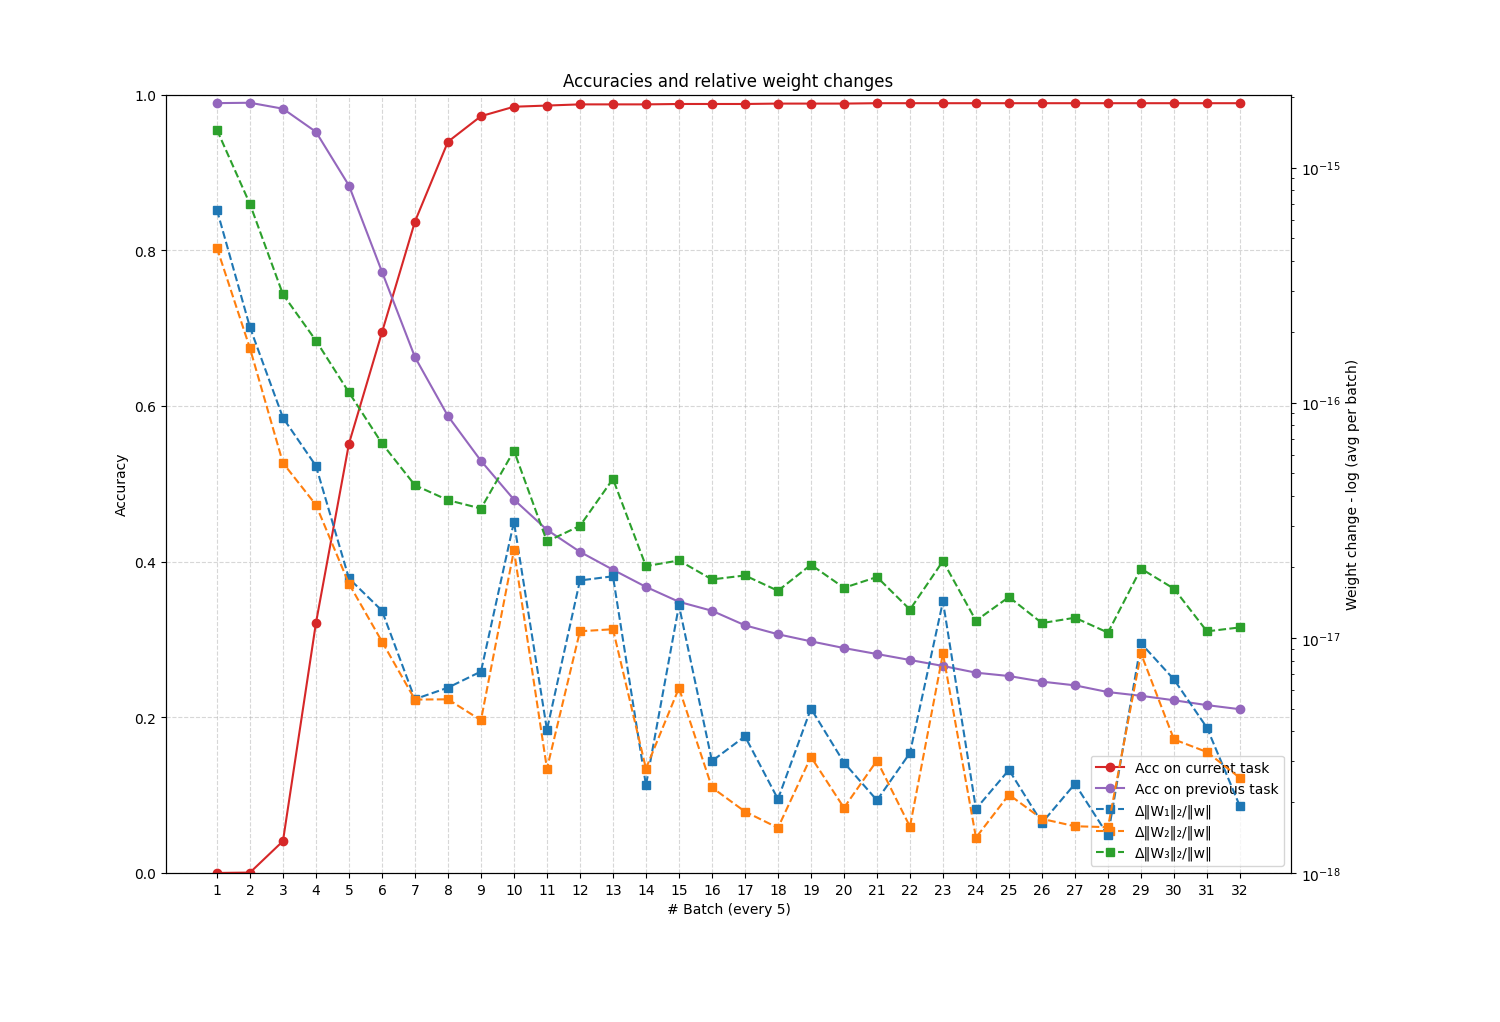 Accuracies and relative weight changes
1.0
0.8
0.6
0.4
0.2
0.0
Accuracy
1 2 3 4 5 6 7 8 9 10 11 12 13 14 15 16 17 18 19 20 21 22 23 24 25 26 27 28 29 30 31 32
# Batch (every 5)
10⁻¹⁵
10⁻¹⁶
10⁻¹⁷
10⁻¹⁸
Weight change - log (avg per batch)
Acc on current task
Acc on previous task
Δ‖W₁‖₂/‖w‖
Δ‖W₂‖₂/‖w‖
Δ‖W₃‖₂/‖w‖